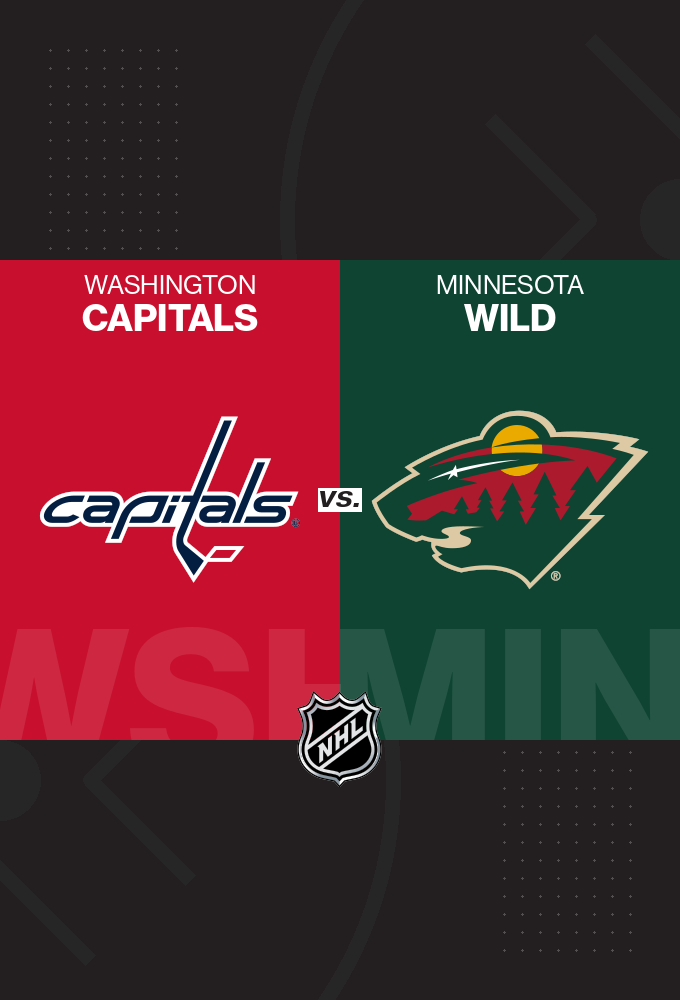 WASHINGTON
CAPITALS
MINNESOTA
WILD
capitals
VS.
®
WSH
MIN
NHL